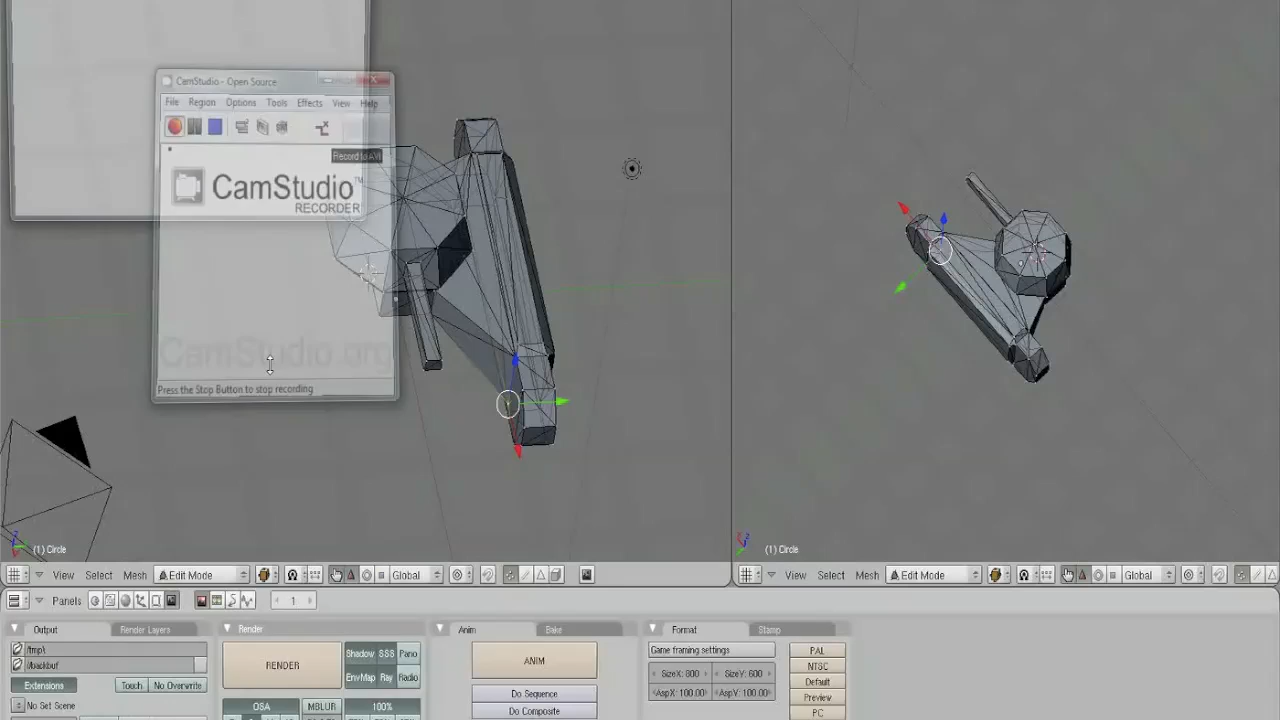 CamStudio - Open Source
File Region Options Tools Effects View Help
Record to AVI
CamStudio™
RECORDER
CamStudio.org
Press the Stop Button to stop recording
(1) Circle
(1) Circle
View Select Mesh Edit Mode Global
View Select Mesh Edit Mode Global
Panels 1
Output Render Layers Render Anim Bake Format Stamp
/tmp\
//backbuf
Extensions Touch No Overwrite
No Set Scene
RENDER
Shadow SSS Pano
EnvMap Ray Radio
OSA MBLUR 100%
ANIM
Do Sequence
Do Composite
Game framing settings
SizeX: 800 SizeY: 600
AspX: 100.00 AspY: 100.00
PAL
NTSC
Default
Preview
PC